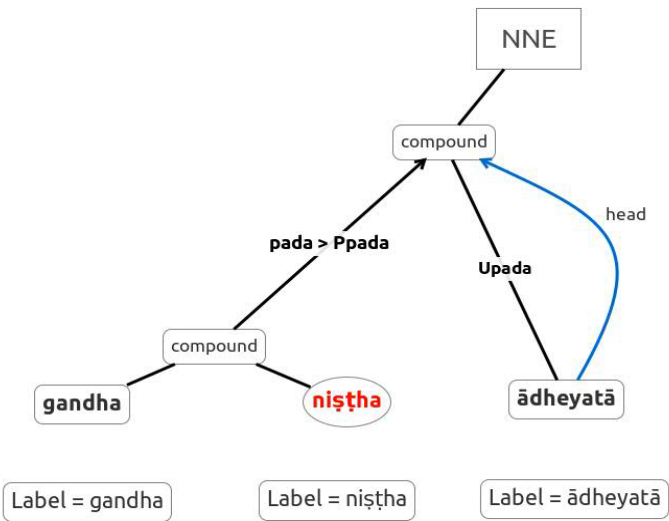 NNE
compound
head
pada > Ppada
Upada
compound
gandha
niṣṭha
ādheyatā
Label = gandha
Label = niṣṭha
Label = ādheyatā